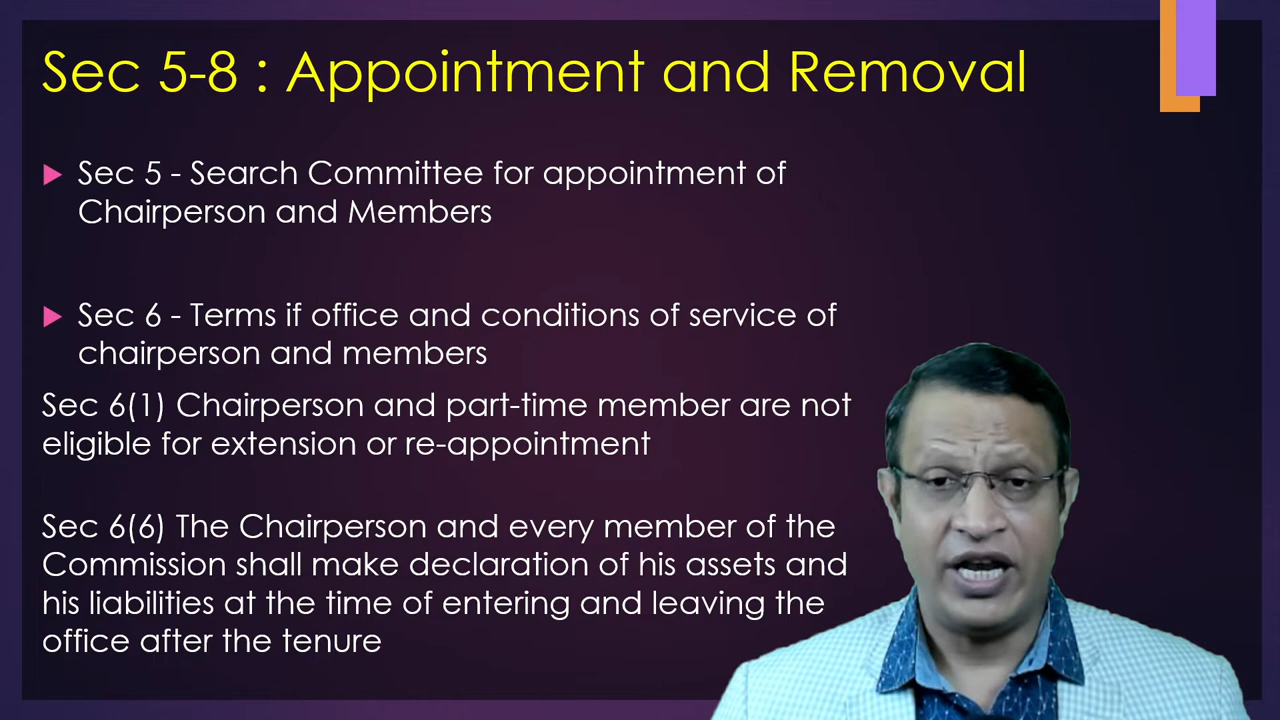 Sec 5-8 : Appointment and Removal
Sec 5 - Search Committee for appointment of
Chairperson and Members
Sec 6 - Terms if office and conditions of service of
chairperson and members
Sec 6(1) Chairperson and part-time member are not
eligible for extension or re-appointment
Sec 6(6) The Chairperson and every member of the
Commission shall make declaration of his assets and
his liabilities at the time of entering and leaving the
office after the tenure